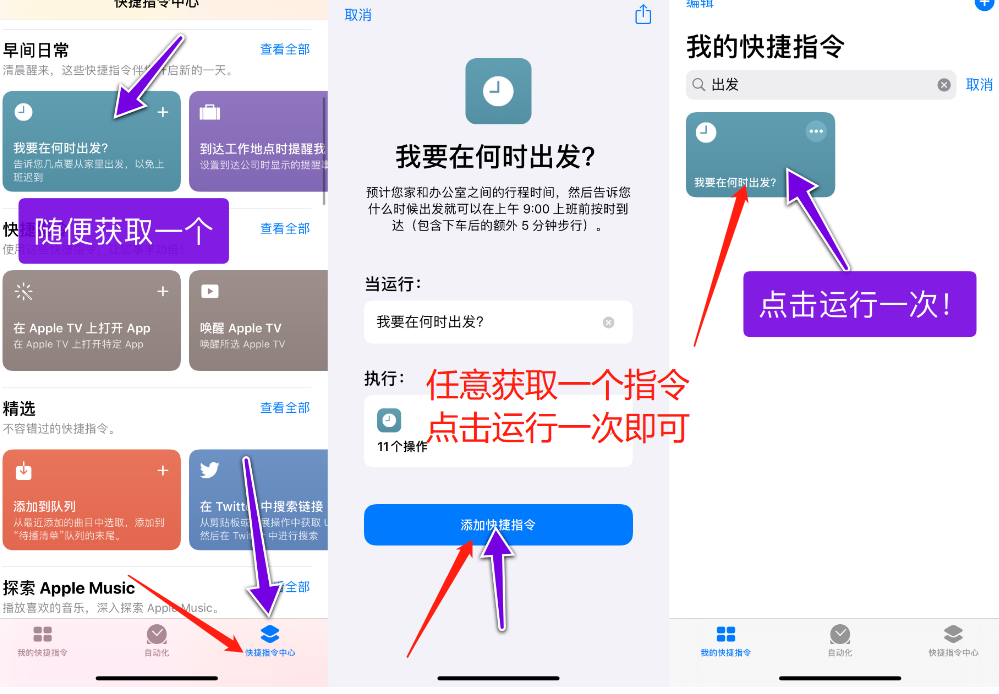 快捷指令中心
早间日常
查看全部
清晨醒来，这些快捷指令伴
开启新的一天。
我要在何时出发?
告诉您几点要从家里出发，以免上
班迟到
到达工作地点时提醒我
设置到达公司时显示的提醒
随便获取一个
查看全部
在 Apple TV 上打开 App
在 Apple TV 上打开特定 App
唤醒 Apple TV
唤醒所选 Apple TV
精选
查看全部
不容错过的快捷指令。
添加到队列
从最近添加的曲目中选取，添加到
“待播清单”队列的末尾。
在 Twitter 中搜索链接
从剪贴板或
展操作中获取
然后在 Twitter 中进行搜索
探索 Apple Music
全部
播放喜欢的音乐，深入探索 Apple Music。
我的快捷指令
自动化
快捷指令中心
取消
我要在何时出发?
预计您家和办公室之间的行程时间，然后告诉您
什么时候出发就可以在上午 9:00 上班前按时到
达（包含下车后的额外 5 分钟步行）。
当运行：
我要在何时出发?
执行：
任意获取一个指令
点击运行一次即可
11个操作
添加快捷指令
编辑
我的快捷指令
出发
取消
我要在何时出发?
点击运行一次！
我的快捷指令
自动化
快捷指令中心